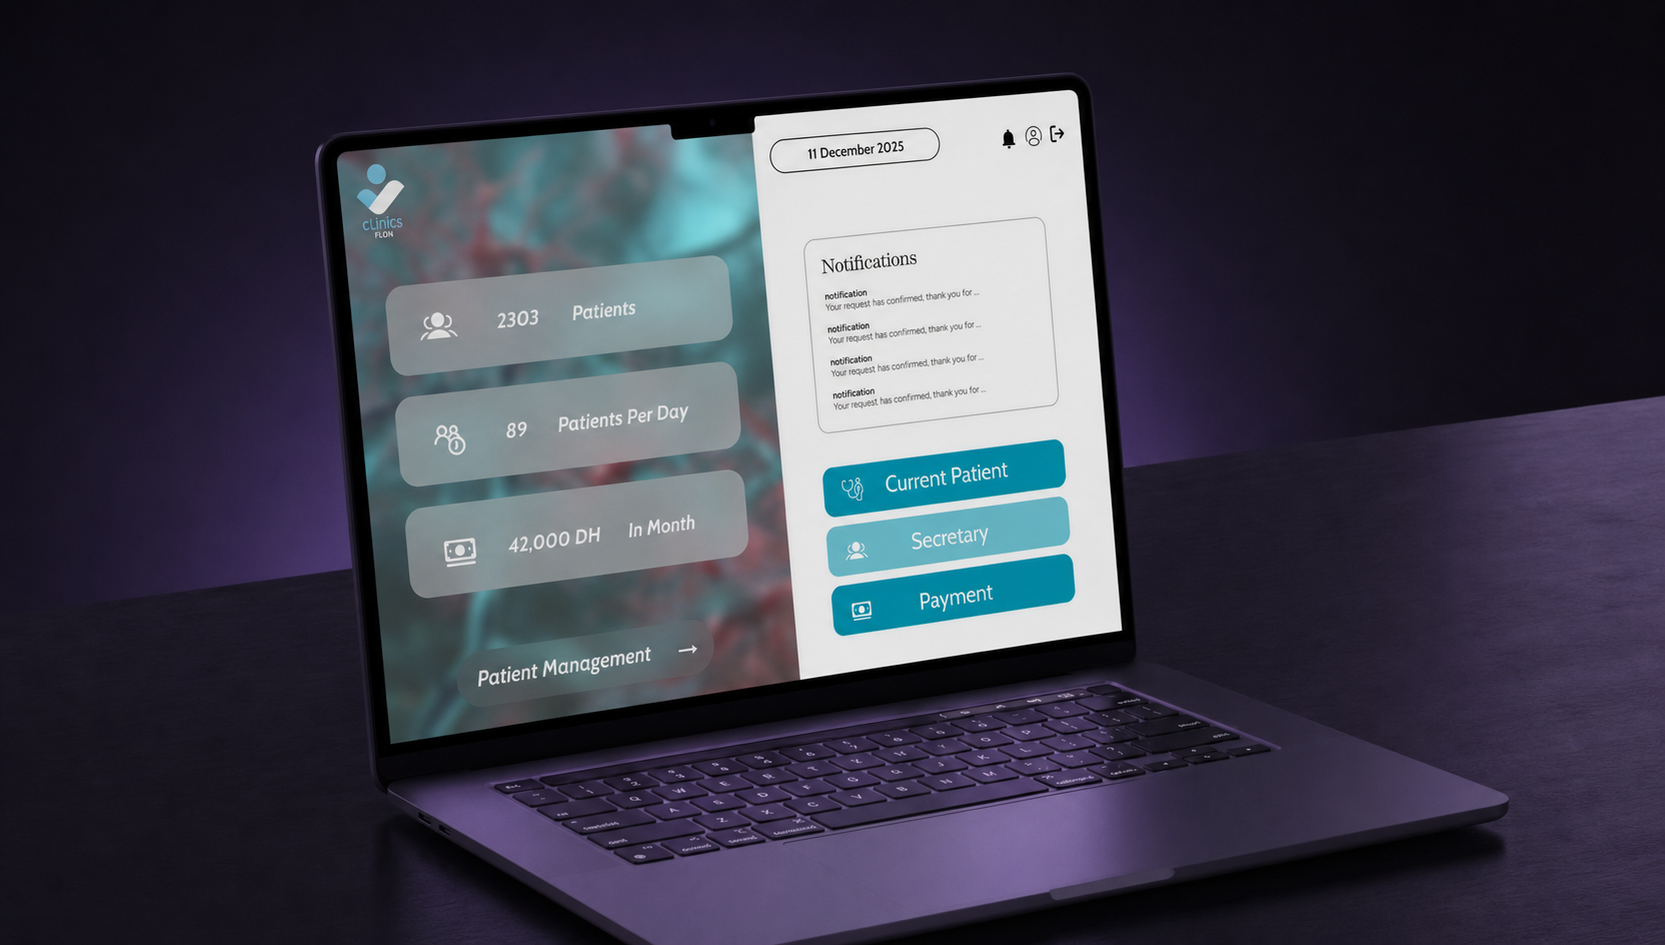 cLinics
FLON
2303 Patients
89 Patients Per Day
42,000 DH In Month
Patient Management →
11 December 2025
Notifications
notification
Your request has confirmed, thank you for ...
notification
Your request has confirmed, thank you for ...
notification
Your request has confirmed, thank you for ...
notification
Your request has confirmed, thank you for ...
Current Patient
Secretary
Payment
Q W E R T Y U I O P
A S D F G H J K L
Z X C V B N M